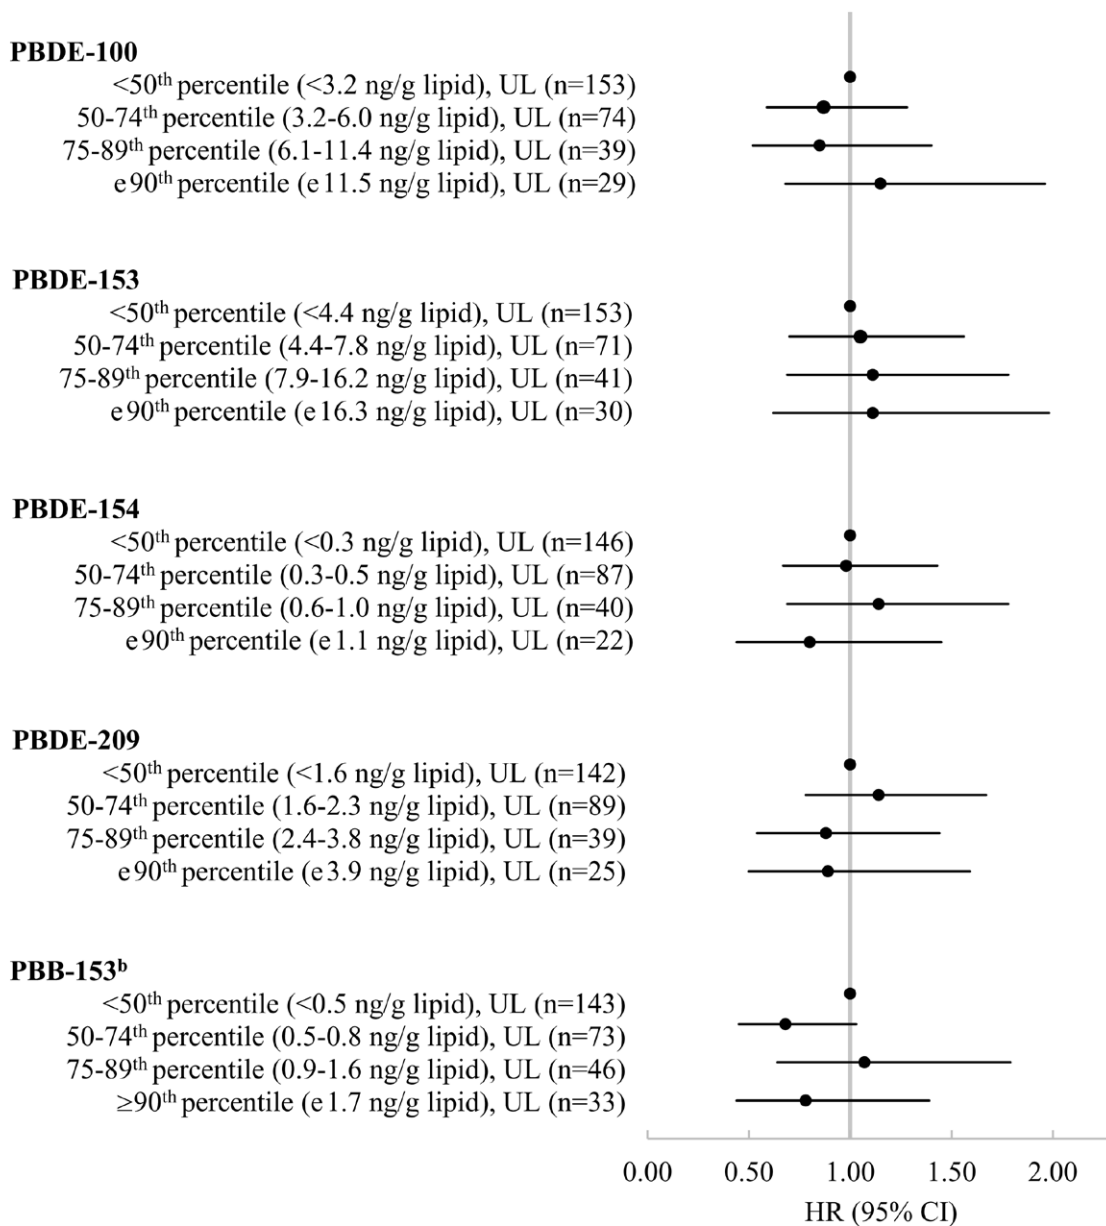 PBDE-100
<50th percentile (<3.2 ng/g lipid), UL (n=153)
50-74th percentile (3.2-6.0 ng/g lipid), UL (n=74)
75-89th percentile (6.1-11.4 ng/g lipid), UL (n=39)
e90th percentile (e11.5 ng/g lipid), UL (n=29)
PBDE-153
<50th percentile (<4.4 ng/g lipid), UL (n=153)
50-74th percentile (4.4-7.8 ng/g lipid), UL (n=71)
75-89th percentile (7.9-16.2 ng/g lipid), UL (n=41)
e90th percentile (e16.3 ng/g lipid), UL (n=30)
PBDE-154
<50th percentile (<0.3 ng/g lipid), UL (n=146)
50-74th percentile (0.3-0.5 ng/g lipid), UL (n=87)
75-89th percentile (0.6-1.0 ng/g lipid), UL (n=40)
e90th percentile (e1.1 ng/g lipid), UL (n=22)
PBDE-209
<50th percentile (<1.6 ng/g lipid), UL (n=142)
50-74th percentile (1.6-2.3 ng/g lipid), UL (n=89)
75-89th percentile (2.4-3.8 ng/g lipid), UL (n=39)
e90th percentile (e3.9 ng/g lipid), UL (n=25)
PBB-153b
<50th percentile (<0.5 ng/g lipid), UL (n=143)
50-74th percentile (0.5-0.8 ng/g lipid), UL (n=73)
75-89th percentile (0.9-1.6 ng/g lipid), UL (n=46)
≥90th percentile (e1.7 ng/g lipid), UL (n=33)
0.00 0.50 1.00 1.50 2.00
HR (95% CI)